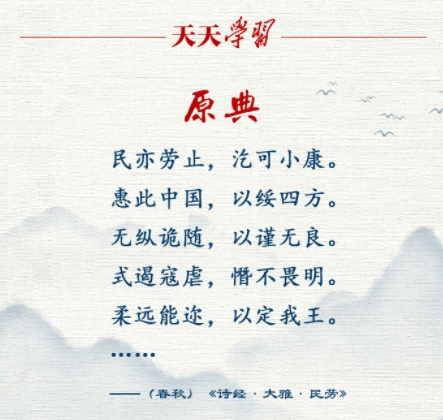 天天学习
原典
民亦劳止，汔可小康。
惠此中国，以绥四方。
无纵诡随，以谨无良。
式遏寇虐，憯不畏明。
柔远能迩，以定我王。
……
——（春秋）《诗经·大雅·民劳》